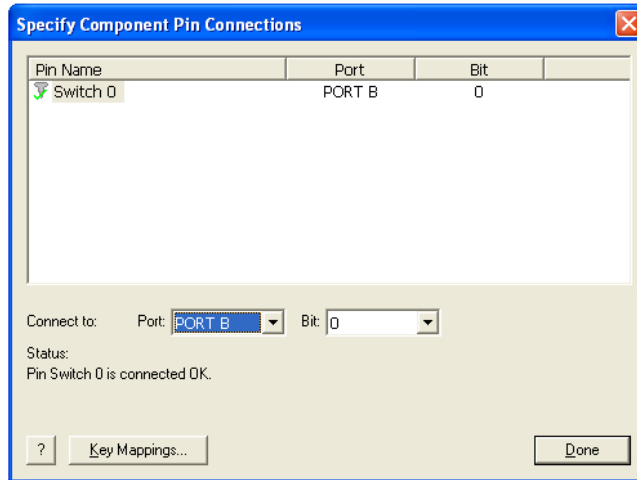 Specify Component Pin Connections
Pin Name Port Bit
Switch 0 PORT B 0
Connect to: Port: PORT B Bit: 0
Status:
Pin Switch 0 is connected OK.
? Key Mappings... Done